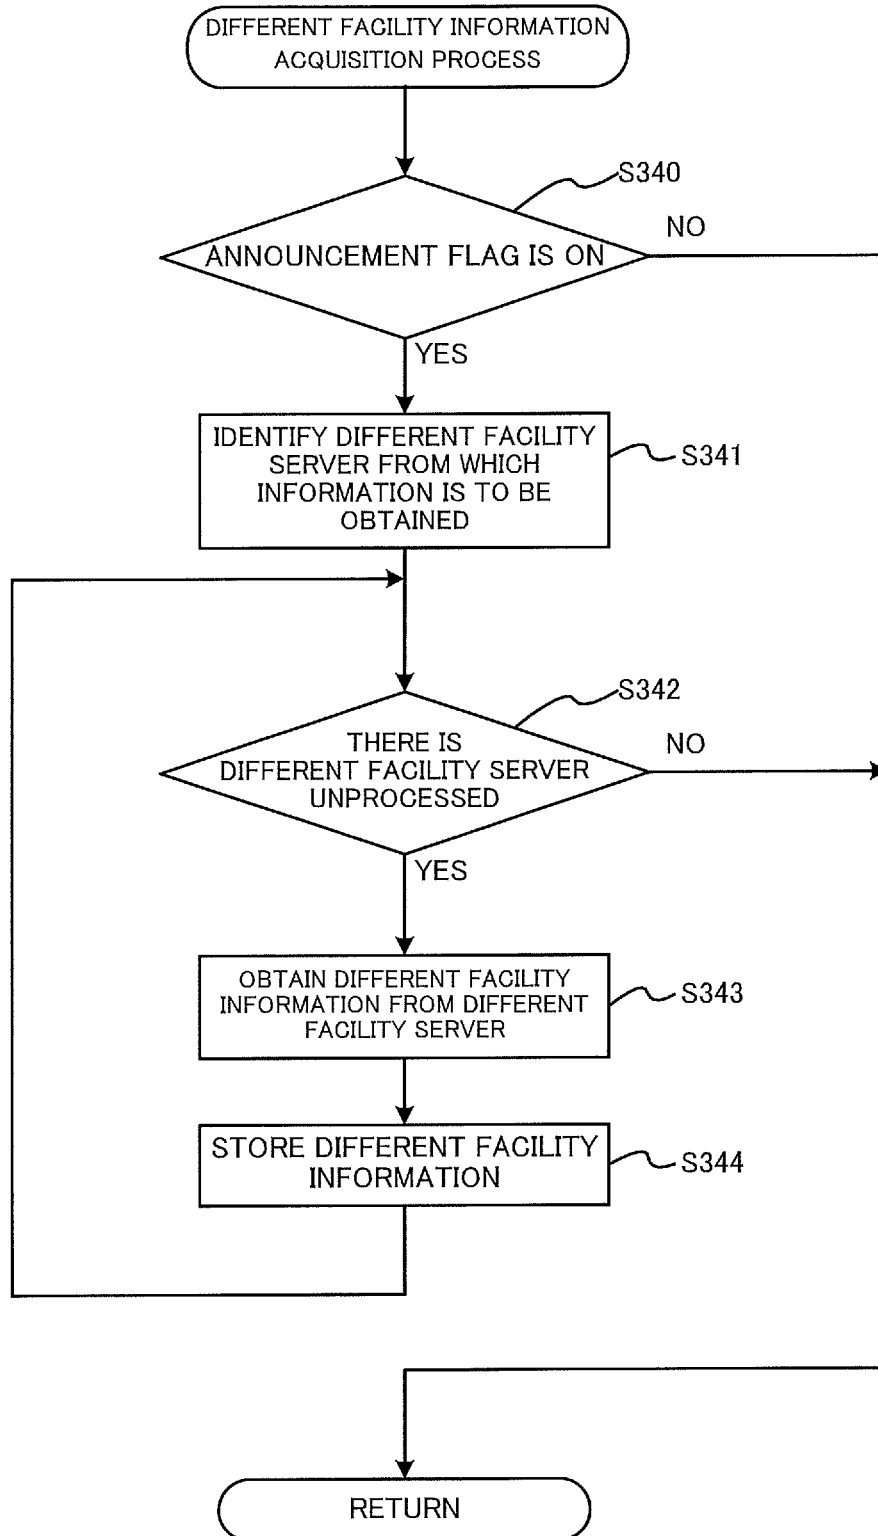 DIFFERENT FACILITY INFORMATION
ACQUISITION PROCESS
S340
NO
ANNOUNCEMENT FLAG IS ON
YES
IDENTIFY DIFFERENT FACILITY
SERVER FROM WHICH
INFORMATION IS TO BE
OBTAINED
S341
S342
NO
THERE IS
DIFFERENT FACILITY SERVER
UNPROCESSED
YES
OBTAIN DIFFERENT FACILITY
INFORMATION FROM DIFFERENT
FACILITY SERVER
S343
STORE DIFFERENT FACILITY
INFORMATION
S344
RETURN